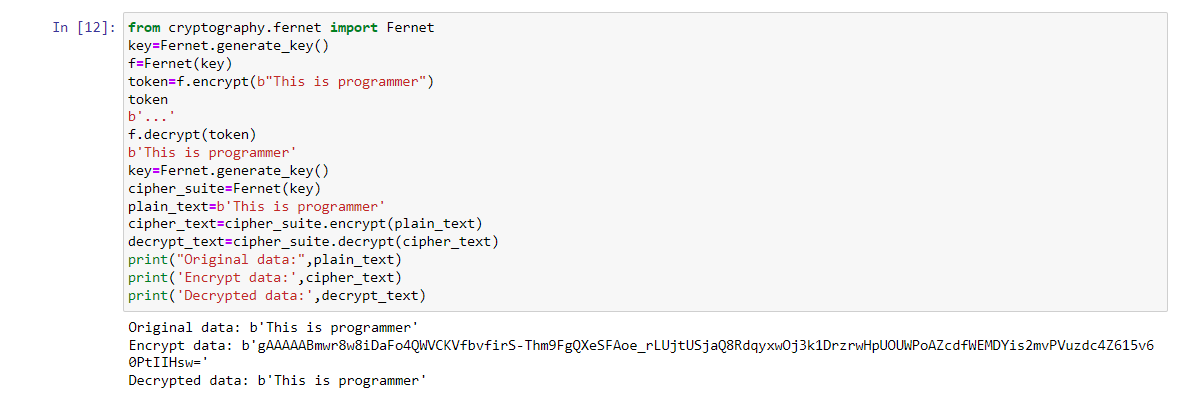 In [12]: from cryptography.fernet import Fernet
key=Fernet.generate_key()
f=Fernet(key)
token=f.encrypt(b"This is programmer")
token
b'...'
f.decrypt(token)
b'This is programmer'
key=Fernet.generate_key()
cipher_suite=Fernet(key)
plain_text=b'This is programmer'
cipher_text=cipher_suite.encrypt(plain_text)
decrypt_text=cipher_suite.decrypt(cipher_text)
print("Original data:",plain_text)
print('Encrypt data:',cipher_text)
print('Decrypted data:',decrypt_text)
Original data: b'This is programmer'
Encrypt data: b'gAAAAABmwr8w8iDaFo4QWVCKVfbvfirS-Thm9FgQXeSFAoe_rLUjtUSjaQ8RdqyxwOj3k1DrzrwHpUOUWPoAZcdfWEMDYis2mvPVuzdc4Z615v6
0PtIIHsw='
Decrypted data: b'This is programmer'